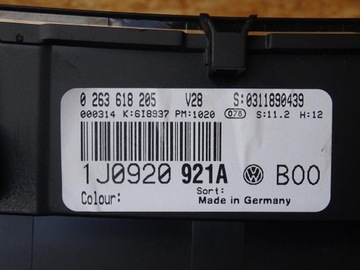 0 263 618 205 V28 S:0311890439
000314 K:6I8937 PM:1020 078 S:11.2 H:12
1J0920 921A B00
Sort:
Colour: Made in Germany